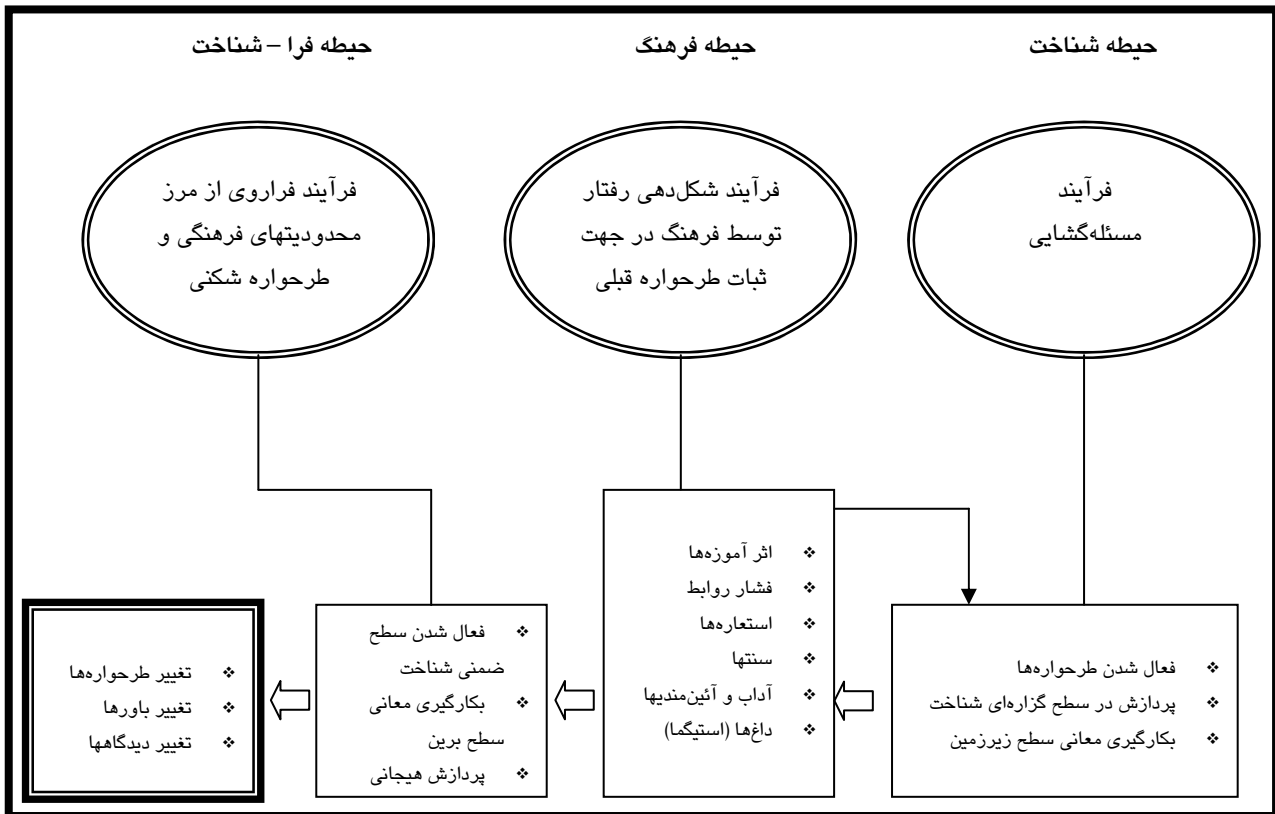 حیطه شناخت
حیطه فرهنگ
حیطه فرا – شناخت
فرآیند
مسئله‌گشایی
فرآیند شکل‌دهی رفتار
توسط فرهنگ در جهت
ثبات طرحواره قبلی
فرآیند فراروی از مرز
محدودیتهای فرهنگی و
طرحواره شکنی
❖ فعال شدن طرحواره‌ها
❖ پردازش در سطح گزاره‌ای شناخت
❖ بکارگیری معانی سطح زیرزمین
❖ اثر آموزه‌ها
❖ فشار روابط
❖ استعاره‌ها
❖ سنتها
❖ آداب و آئین‌مندیها
❖ داغ‌ها (استیگما)
❖ فعال شدن سطح
ضمنی شناخت
❖ بکارگیری معانی
سطح برین
❖ پردازش هیجانی
❖ تغییر طرحواره‌ها
❖ تغییر باورها
❖ تغییر دیدگاهها